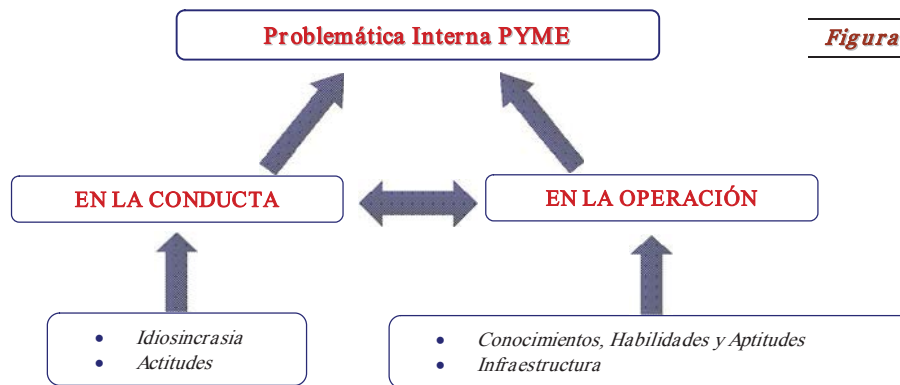 Problemática Interna PYME
Figura
EN LA CONDUCTA
EN LA OPERACIÓN
• Idiosincrasia
• Actitudes
• Conocimientos, Habilidades y Aptitudes
• Infraestructura